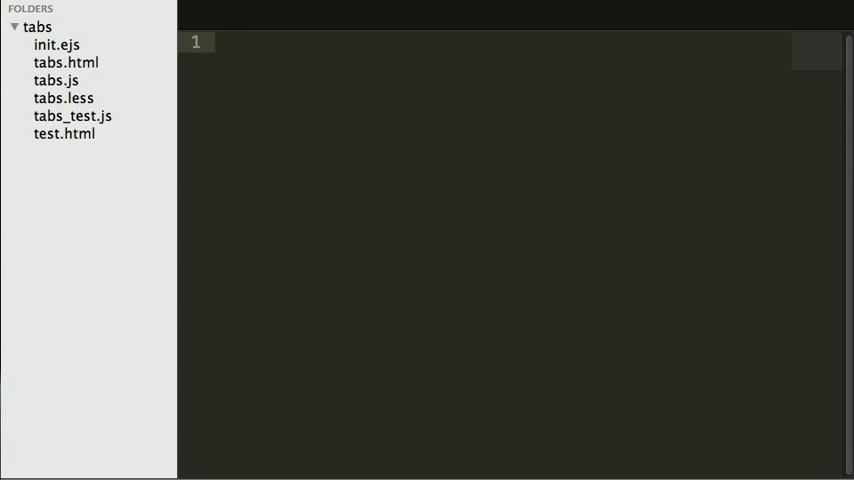 FOLDERS
tabs
init.ejs
tabs.html
tabs.js
tabs.less
tabs_test.js
test.html
1